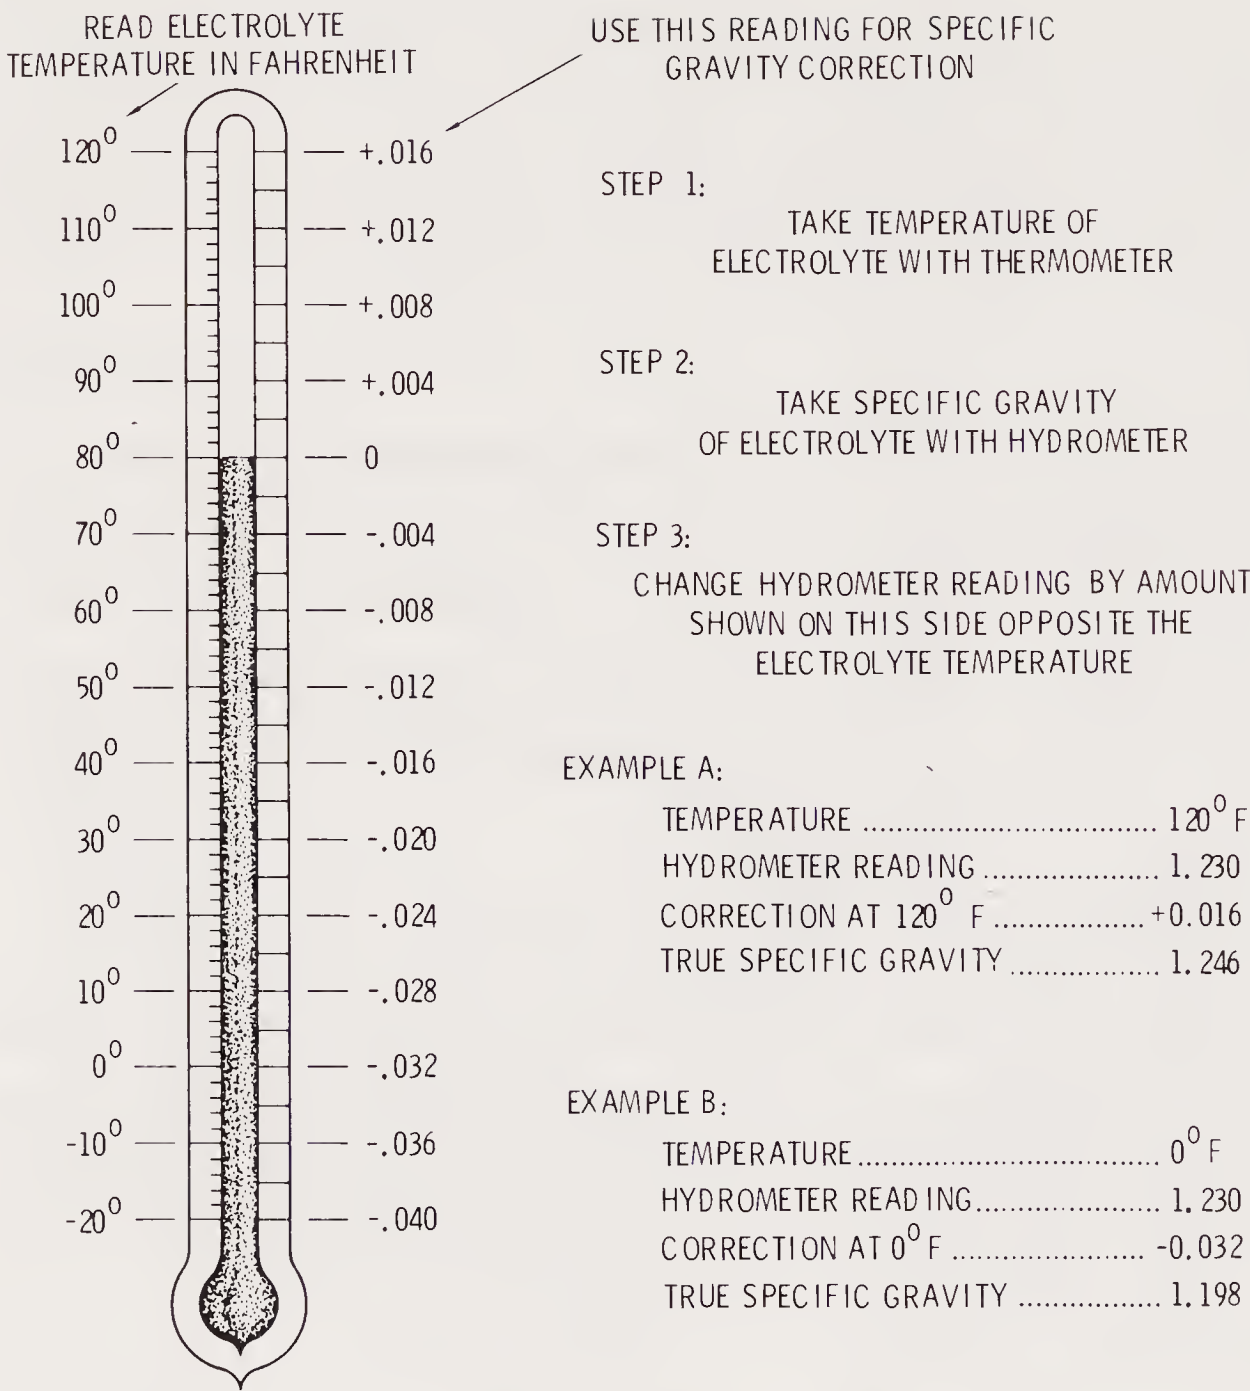 READ ELECTROLYTE
TEMPERATURE IN FAHRENHEIT
USE THIS READING FOR SPECIFIC
GRAVITY CORRECTION
120° +.016
110° +.012
100° +.008
90° +.004
80° 0
70° -.004
60° -.008
50° -.012
40° -.016
30° -.020
20° -.024
10° -.028
0° -.032
-10° -.036
-20° -.040
STEP 1:
TAKE TEMPERATURE OF
ELECTROLYTE WITH THERMOMETER
STEP 2:
TAKE SPECIFIC GRAVITY
OF ELECTROLYTE WITH HYDROMETER
STEP 3:
CHANGE HYDROMETER READING BY AMOUNT
SHOWN ON THIS SIDE OPPOSITE THE
ELECTROLYTE TEMPERATURE
EXAMPLE A:
TEMPERATURE .................................. 120° F
HYDROMETER READING ..................... 1.230
CORRECTION AT 120° F .................. +0.016
TRUE SPECIFIC GRAVITY .................. 1.246
EXAMPLE B:
TEMPERATURE .................................. 0° F
HYDROMETER READING ..................... 1.230
CORRECTION AT 0° F ...................... -0.032
TRUE SPECIFIC GRAVITY ................. 1.198